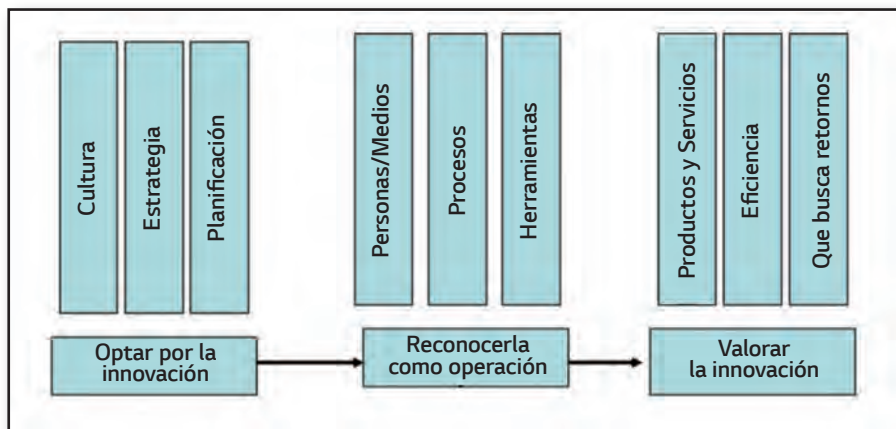 Cultura
Estrategia
Planificación
Personas/Medios
Procesos
Herramientas
Productos y Servicios
Eficiencia
Que busca retornos
Optar por la
innovación
Reconocerla
como operación
Valorar
la innovación